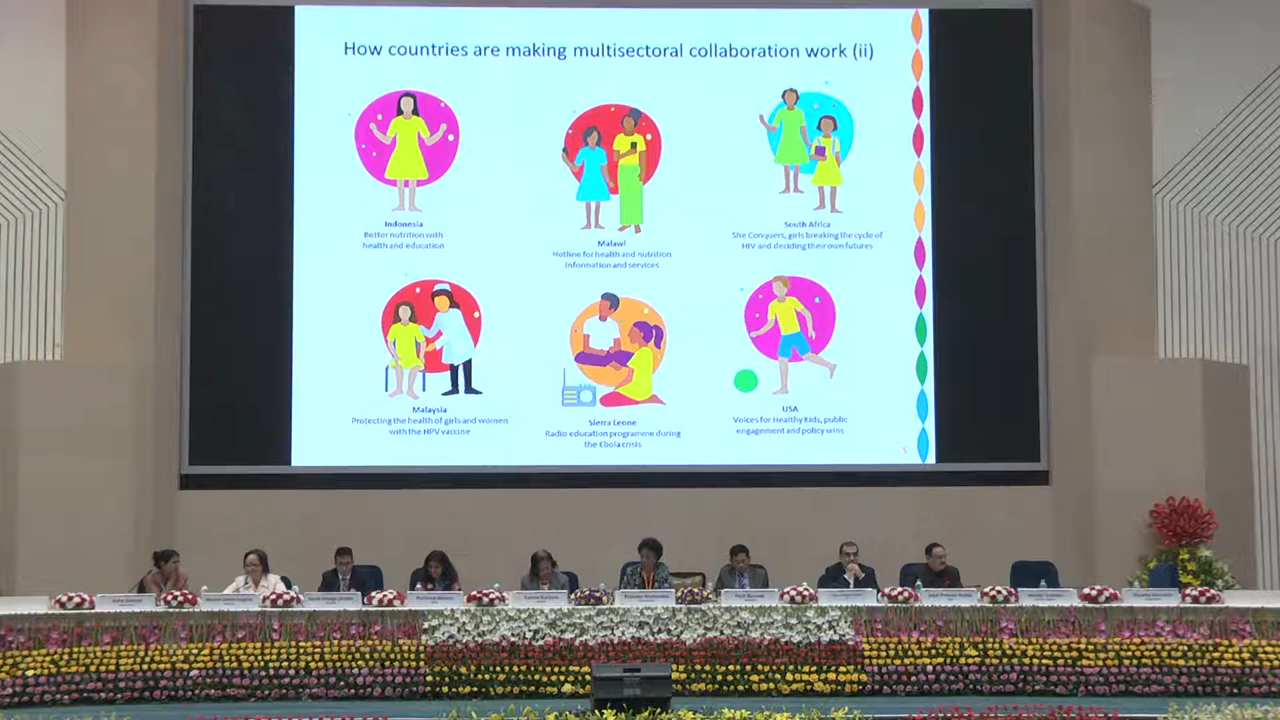 How countries are making multisectoral collaboration work (ii)
Indonesia
Better nutrition with
health and education
Malawi
Hotline for health and nutrition
information and services
South Africa
She Conquers, girls breaking the cycle of
HIV and deciding their own futures
Malaysia
Protecting the health of girls and women
with the HPV vaccine
Sierra Leone
Radio education programme during
the Ebola crisis
USA
Voices for Healthy Kids, public
engagement and policy wins
5